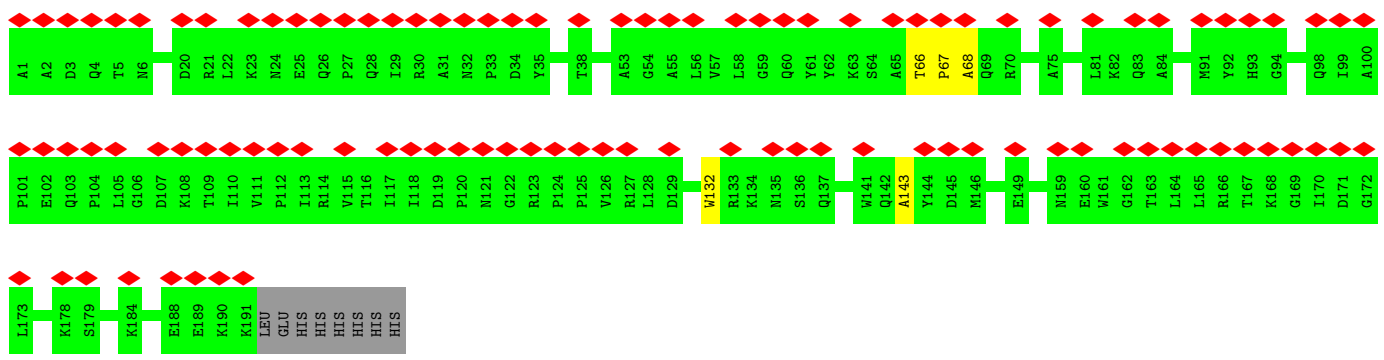 A1 A2 D3 Q4 T5 N6 D20 R21 L22 K23 N24 E25 Q26 P27 Q28 I29 R30 A31 N32 P33 D34 Y35 T38 A53 G54 A55 L56 V57 L58 G59 Q60 Y61 Y62 K63 S64 A65 T66 P67 A68 Q69 R70 A75 L81 K82 Q83 A84 M91 Y92 H93 G94 Q98 I99 A100
P101 E102 Q103 P104 L105 G106 D107 K108 T109 I110 V111 P112 I113 R114 V115 T116 I117 I118 D119 P120 N121 G122 R123 P124 P125 V126 R127 L128 D129 W132 R133 K134 N135 S136 Q137 W141 Q142 A143 Y144 D145 M146 E149 N159 E160 W161 G162 T163 L164 L165 R166 T167 K168 G169 I170 D171 G172
L173 K178 S179 K184 E188 E189 K190 K191 LEU GLU HIS HIS HIS HIS HIS HIS